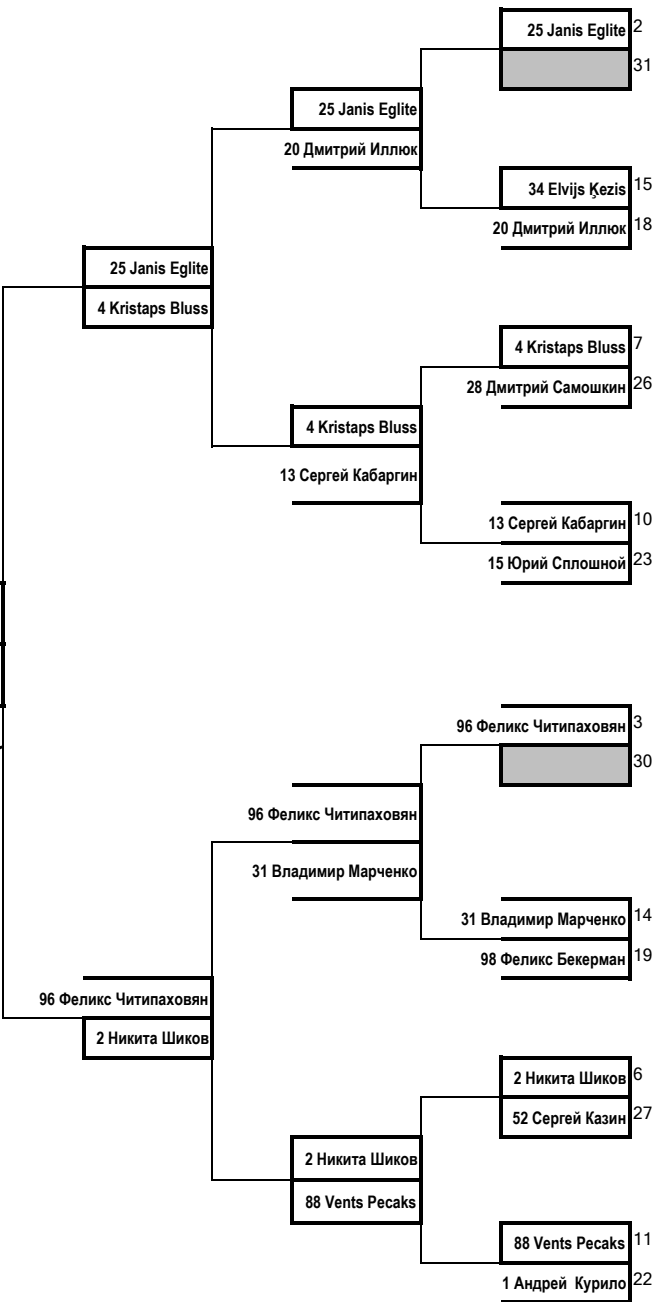 25 Janis Eglite 2
31
25 Janis Eglite
20 Дмитрий Иллюк
34 Elvijs Ķezis 15
20 Дмитрий Иллюк 18
25 Janis Eglite
4 Kristaps Bluss
4 Kristaps Bluss 7
28 Дмитрий Самошкин 26
4 Kristaps Bluss
13 Сергей Кабаргин
13 Сергей Кабаргин 10
15 Юрий Сплошной 23
96 Феликс Читипаховян 3
30
96 Феликс Читипаховян
31 Владимир Марченко
31 Владимир Марченко 14
98 Феликс Бекерман 19
96 Феликс Читипаховян
2 Никита Шиков
2 Никита Шиков 6
52 Сергей Казин 27
2 Никита Шиков
88 Vents Pecaks
88 Vents Pecaks 11
1 Андрей Курило 22